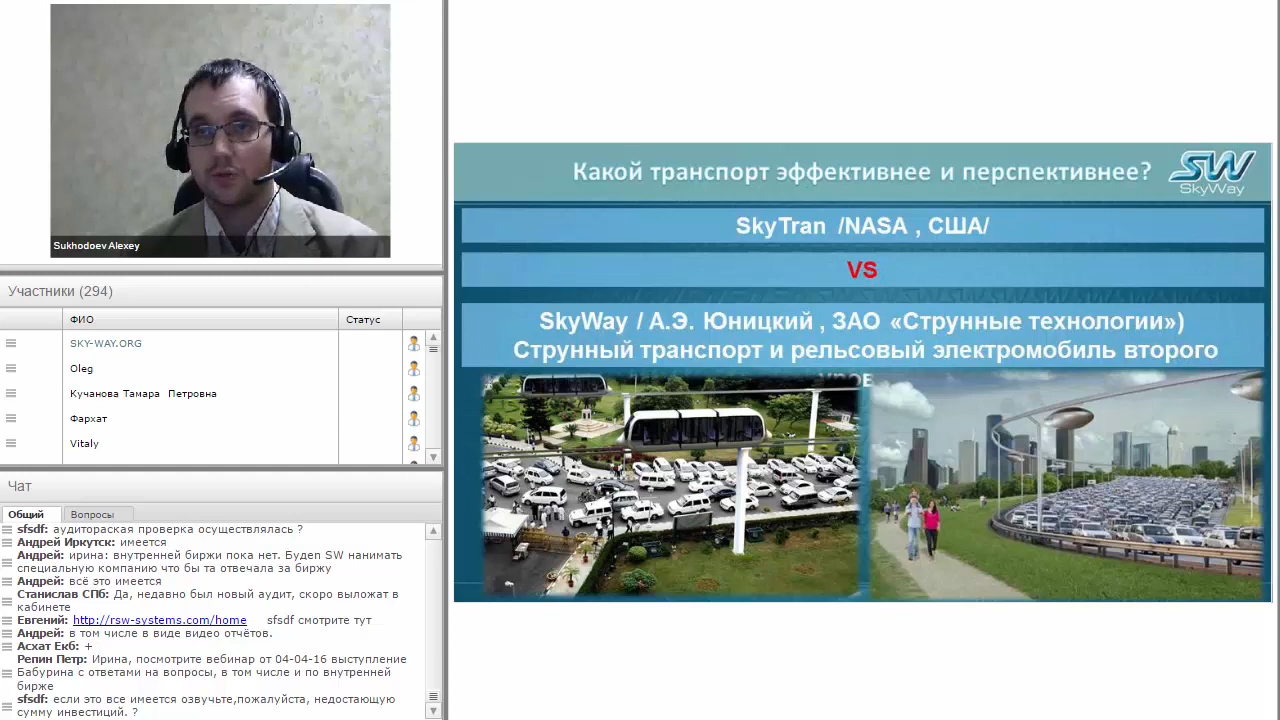 Sukhodoev Alexey
Участники (294)
ФИО
Статус
SKY-WAY.ORG
Oleg
Кучанова Тамара Петровна
Фархат
Vitaly
Чат
Общий
Вопросы
sfsdf: аудитораская проверка осуществлялась ?
Андрей Иркутск: имеется
Андрей: ирина: внутренней биржи пока нет. Будеn SW нанимать
специальную компанию что бы та отвечала за биржу
Андрей: всё это имеется
Станислав СПб: Да, недавно был новый аудит, скоро выложат в
кабинете
Евгений: http://rsw-systems.com/home sfsdf смотрите тут
Андрей: в том числе в виде видео отчётов.
Асхат Екб: +
Репин Петр: Ирина, посмотрите вебинар от 04-04-16 выступление
Бабурина с ответами на вопросы, в том числе и по внутренней
бирже
sfsdf: если это все имеется озвучьте,пожалуйста, недостающую
сумму инвестиций. ?
Какой транспорт эффективнее и перспективнее?
SW
SkyWay
SkyTran /NASA , США/
VS
SkyWay / А.Э. Юницкий , ЗАО «Струнные технологии»)
Струнный транспорт и рельсовый электромобиль второго